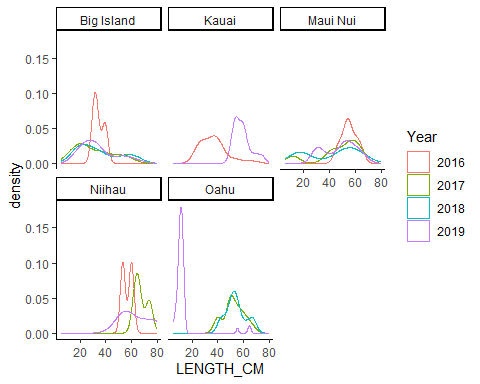 Big Island Kauai Maui Nui
0.15
0.10
0.05
0.00
20 40 60 80
density
Niihau Oahu
0.15
0.10
0.05
0.00
20 40 60 80 20 40 60 80
LENGTH_CM
Year
2016
2017
2018
2019